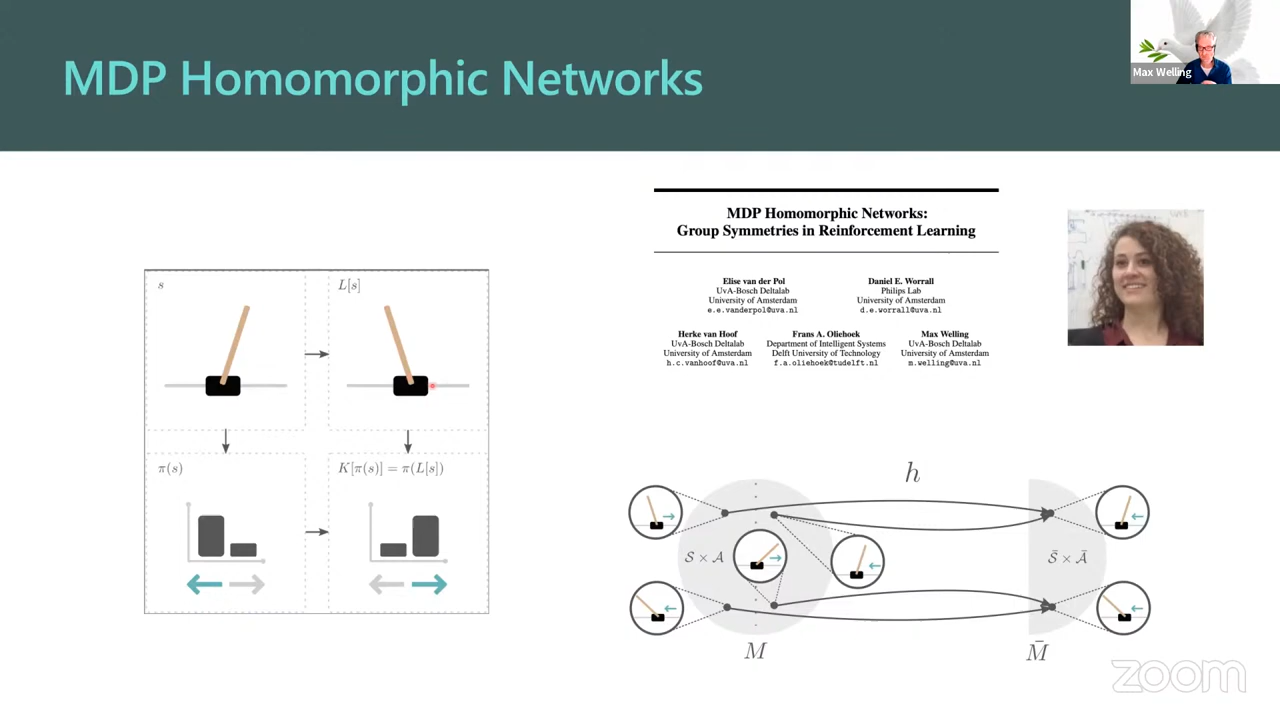 MDP Homomorphic Networks
Max Welling
MDP Homomorphic Networks:
Group Symmetries in Reinforcement Learning
Elise van der Pol
UvA-Bosch Deltalab
University of Amsterdam
e.e.vanderpol@uva.nl
Daniel E. Worrall
Philips Lab
University of Amsterdam
d.e.worrall@uva.nl
Herke van Hoof
UvA-Bosch Deltalab
University of Amsterdam
h.c.vanhoof@uva.nl
Frans A. Oliehoek
Department of Intelligent Systems
Delft University of Technology
f.a.oliehoek@tudelft.nl
Max Welling
UvA-Bosch Deltalab
University of Amsterdam
m.welling@uva.nl
s
L[s]
π(s)
K[π(s)] = π(L[s])
h
S × A
S̄ × Ā
M
M̄
zoom